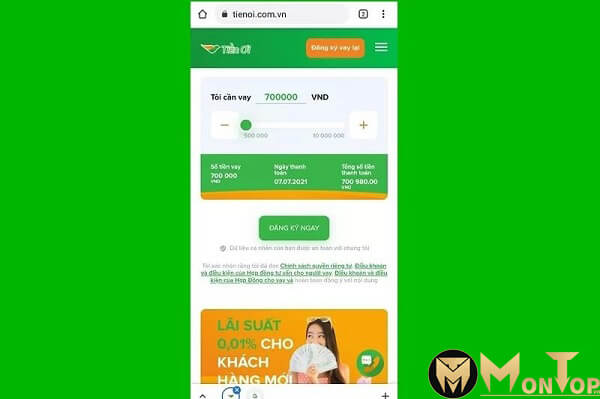 tienoi.com.vn
Tiền Ơi
Đăng ký vay lại
Tôi cần vay 700000 VND
500 000 10 000 000
Số tiền vay
700 000
VND
Ngày thanh
toán
07.07.2021
Tổng số tiền
thanh toán
700 980.00
VND
ĐĂNG KÝ NGAY
Dữ liệu cá nhân của bạn được an toàn với chúng tôi
Tôi xác nhận rằng tôi đã đọc Chính sách quyền riêng tư, Điều khoản
và điều kiện của Hợp đồng tư vấn cho người vay, Điều khoản và điều
kiện của Hợp Đồng cho vay và hoàn toàn đồng ý với nội dung
LÃI SUẤT
0,01% CHO
KHÁCH
HÀNG MỚI
MONTOP